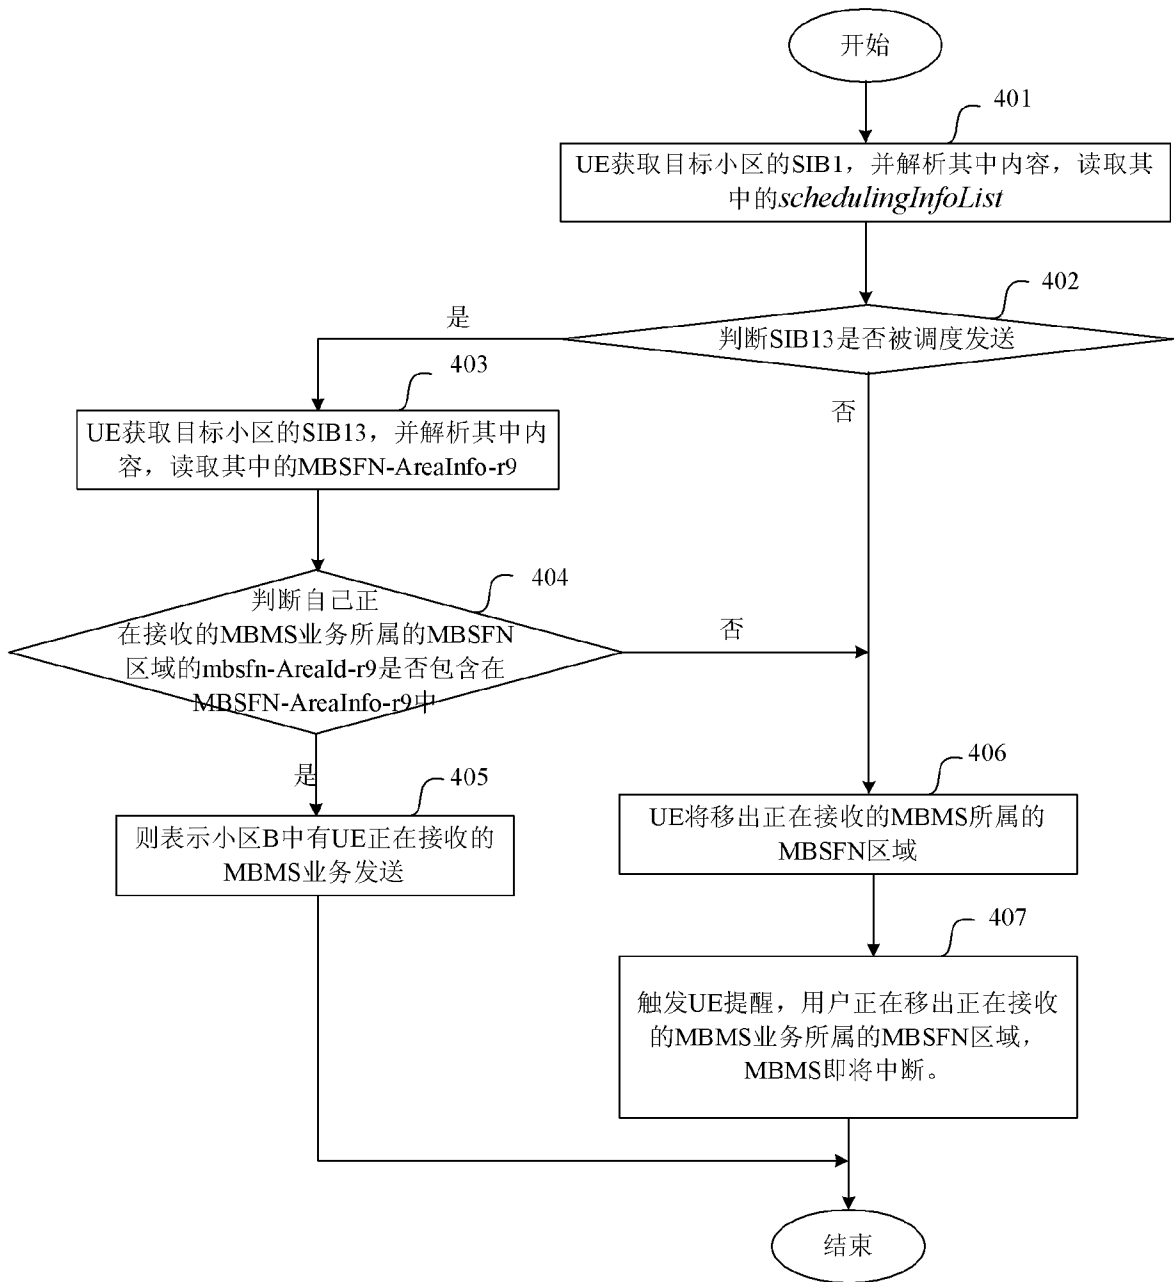 开始
401
UE获取目标小区的SIB1，并解析其中内容，读取其
中的schedulingInfoList
402
判断SIB13是否被调度发送
是
否
403
UE获取目标小区的SIB13，并解析其中内
容，读取其中的MBSFN-AreaInfo-r9
404
判断自己正
在接收的MBMS业务所属的MBSFN
区域的mbsfn-AreaId-r9是否包含在
MBSFN-AreaInfo-r9中
否
是
405
则表示小区B中有UE正在接收的
MBMS业务发送
406
UE将移出正在接收的MBMS所属的
MBSFN区域
407
触发UE提醒，用户正在移出正在接收
的MBMS业务所属的MBSFN区域，
MBMS即将中断。
结束